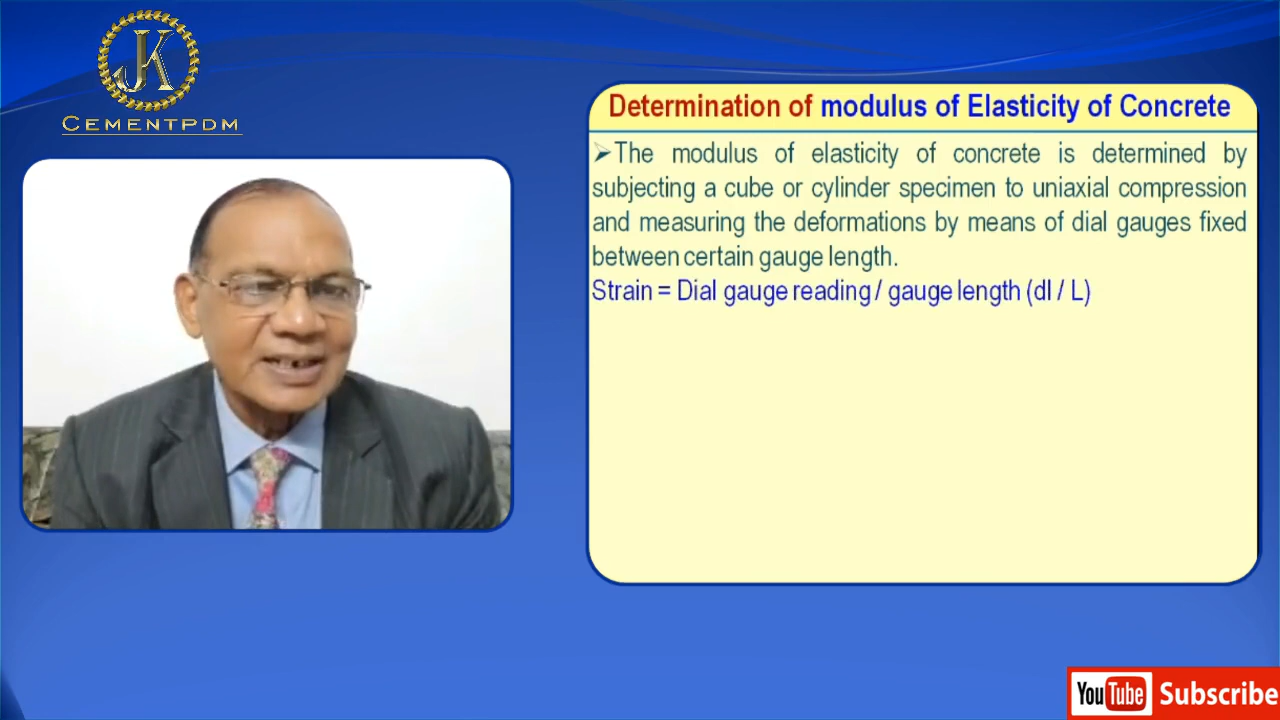 JK
CEMENTPDM
Determination of modulus of Elasticity of Concrete
➢The modulus of elasticity of concrete is determined by
subjecting a cube or cylinder specimen to uniaxial compression
and measuring the deformations by means of dial gauges fixed
between certain gauge length.
Strain = Dial gauge reading / gauge length (dl / L)
YouTube Subscribe